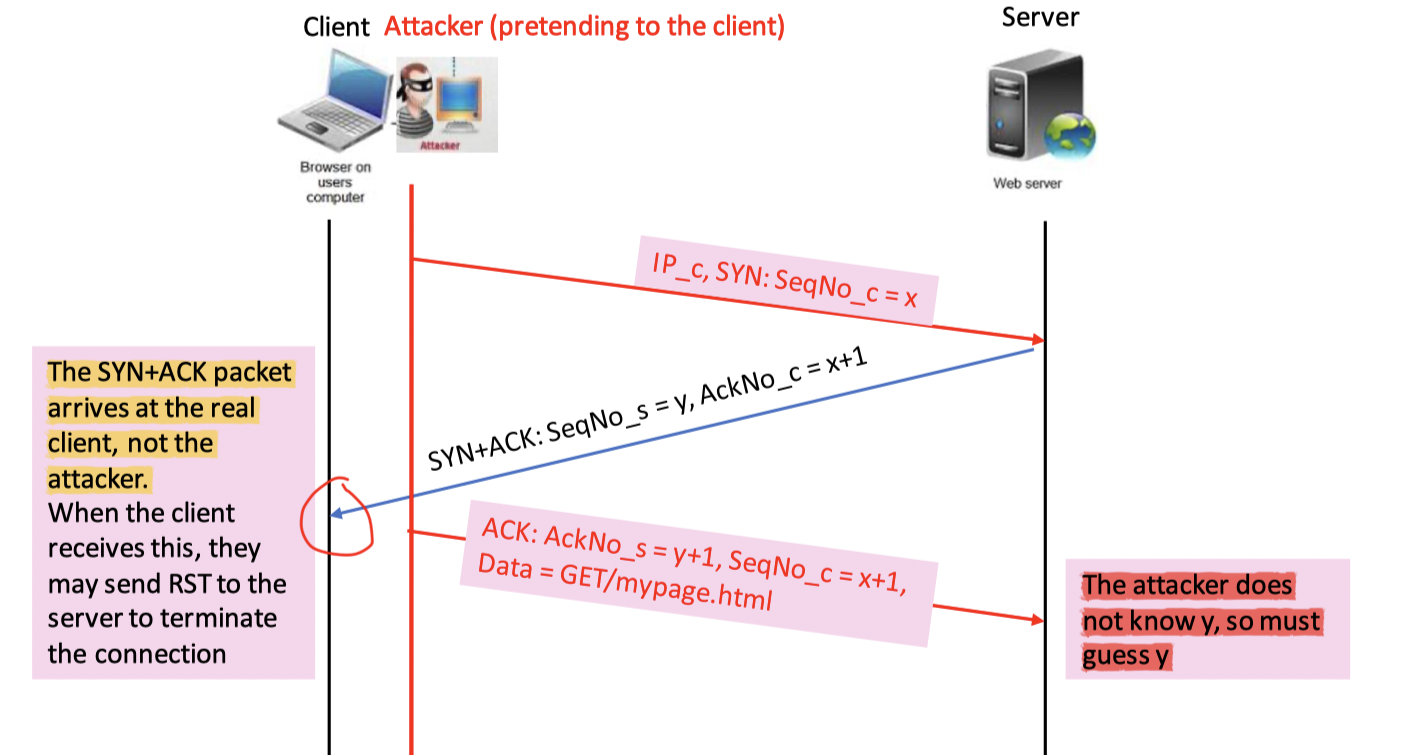 Client Attacker (pretending to the client)
Server
Attacker
Browser on
users
computer
Web server
IP_c, SYN: SeqNo_c = x
SYN+ACK: SeqNo_s = y, AckNo_c = x+1
The SYN+ACK packet
arrives at the real
client, not the
attacker.
When the client
receives this, they
may send RST to the
server to terminate
the connection
ACK: AckNo_s = y+1, SeqNo_c = x+1,
Data = GET/mypage.html
The attacker does
not know y, so must
guess y